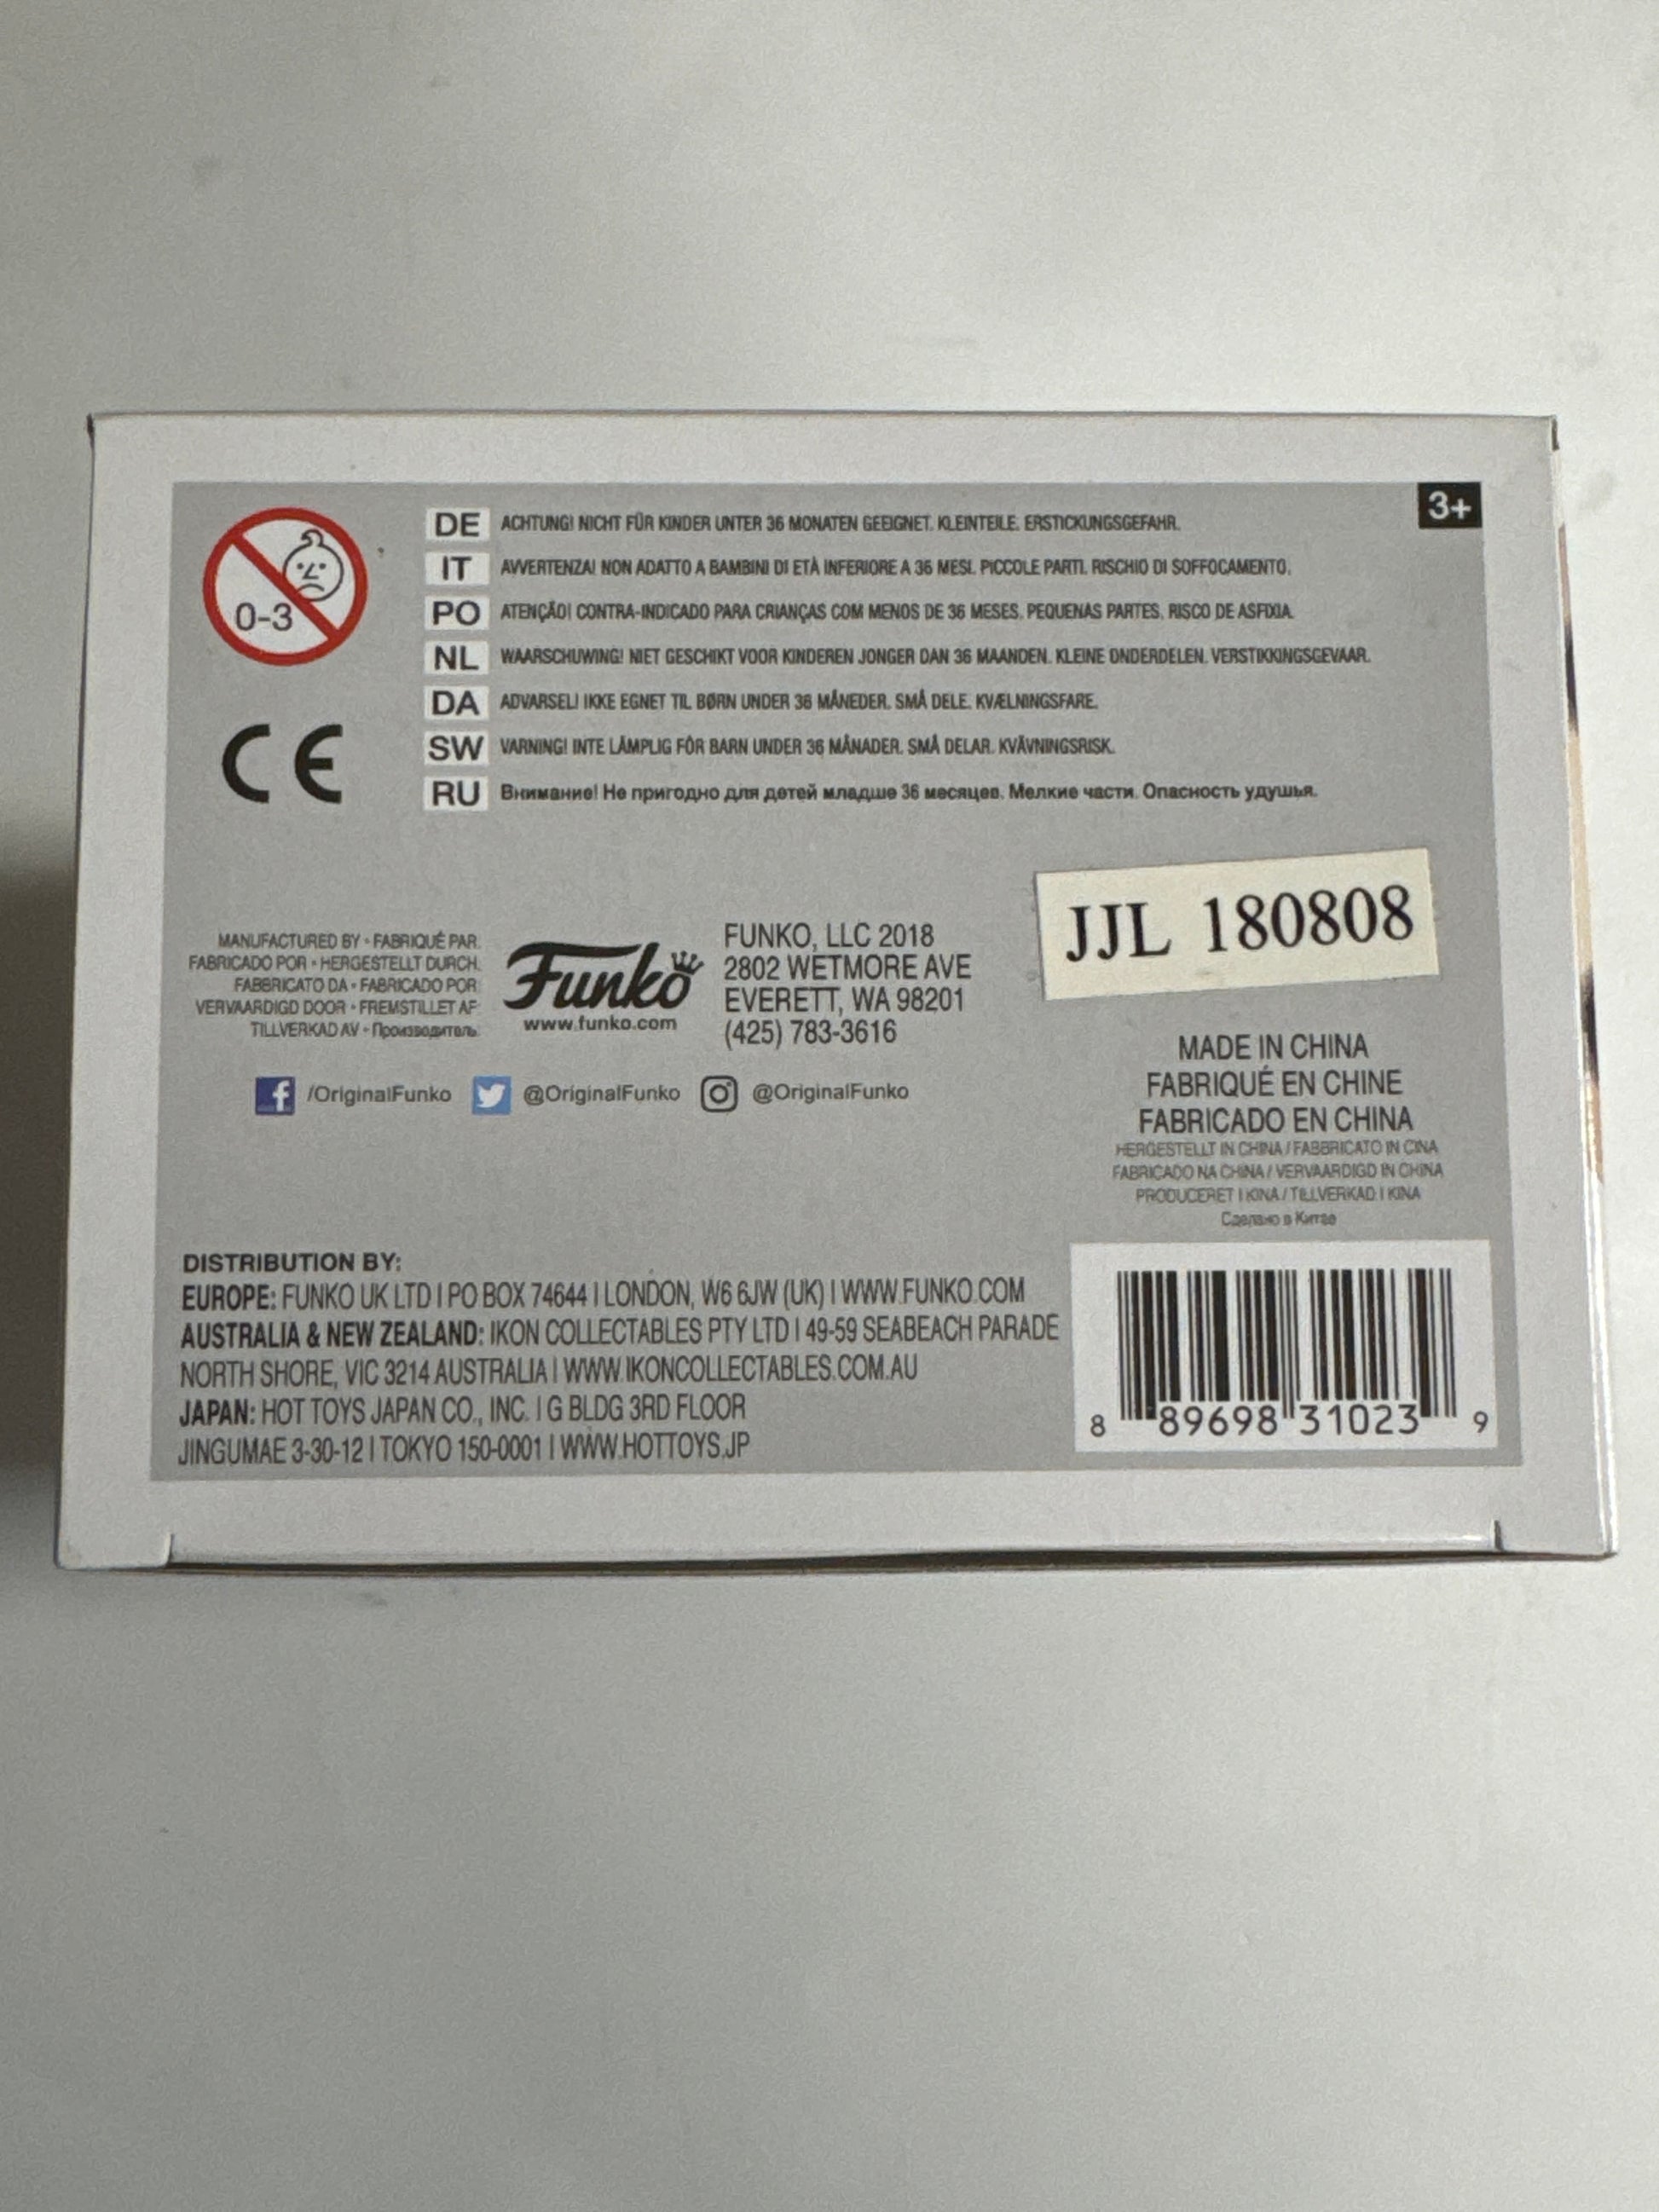 0-3
3+
DE ACHTUNG! NICHT FÜR KINDER UNTER 36 MONATEN GEEIGNET. KLEINTEILE. ERSTICKUNGSGEFAHR.
IT AVVERTENZA! NON ADATTO A BAMBINI DI ETÀ INFERIORE A 36 MESI. PICCOLE PARTI. RISCHIO DI SOFFOCAMENTO.
PO ATENÇÃO! CONTRA-INDICADO PARA CRIANÇAS COM MENOS DE 36 MESES. PEQUENAS PARTES. RISCO DE ASFIXIA.
NL WAARSCHUWING! NIET GESCHIKT VOOR KINDEREN JONGER DAN 36 MAANDEN. KLEINE ONDERDELEN. VERSTIKKINGSGEVAAR.
DA ADVARSEL! IKKE EGNET TIL BØRN UNDER 36 MÅNEDER. SMÅ DELE. KVÆLNINGSFARE.
SW VARNING! INTE LÄMPLIG FÖR BARN UNDER 36 MÅNADER. SMÅ DELAR. KVÄVNINGSRISK.
RU Внимание! Не пригодно для детей младше 36 месяцев. Мелкие части. Опасность удушья.
CE
MANUFACTURED BY • FABRIQUÉ PAR.
FABRICADO POR • HERGESTELLT DURCH.
FABBRICATO DA • FABRICADO POR
VERVAARDIGD DOOR • FREMSTILLET AF
TILLVERKAD AV • Производитель:
Funko
www.funko.com
FUNKO, LLC 2018
2802 WETMORE AVE
EVERETT, WA 98201
(425) 783-3616
JJL 180808
/OriginalFunko @OriginalFunko @OriginalFunko
MADE IN CHINA
FABRIQUÉ EN CHINE
FABRICADO EN CHINA
HERGESTELLT IN CHINA / FABBRICATO IN CINA
FABRICADO NA CHINA / VERVAARDIGD IN CHINA
PRODUCERET I KINA / TILLVERKAD I KINA
Сделано в Китае
DISTRIBUTION BY:
EUROPE: FUNKO UK LTD | PO BOX 74644 | LONDON, W6 6JW (UK) | WWW.FUNKO.COM
AUSTRALIA & NEW ZEALAND: IKON COLLECTABLES PTY LTD | 49-59 SEABEACH PARADE
NORTH SHORE, VIC 3214 AUSTRALIA | WWW.IKONCOLLECTABLES.COM.AU
JAPAN: HOT TOYS JAPAN CO., INC. | G BLDG 3RD FLOOR
JINGUMAE 3-30-12 | TOKYO 150-0001 | WWW.HOTTOYS.JP
8 89698 31023 9